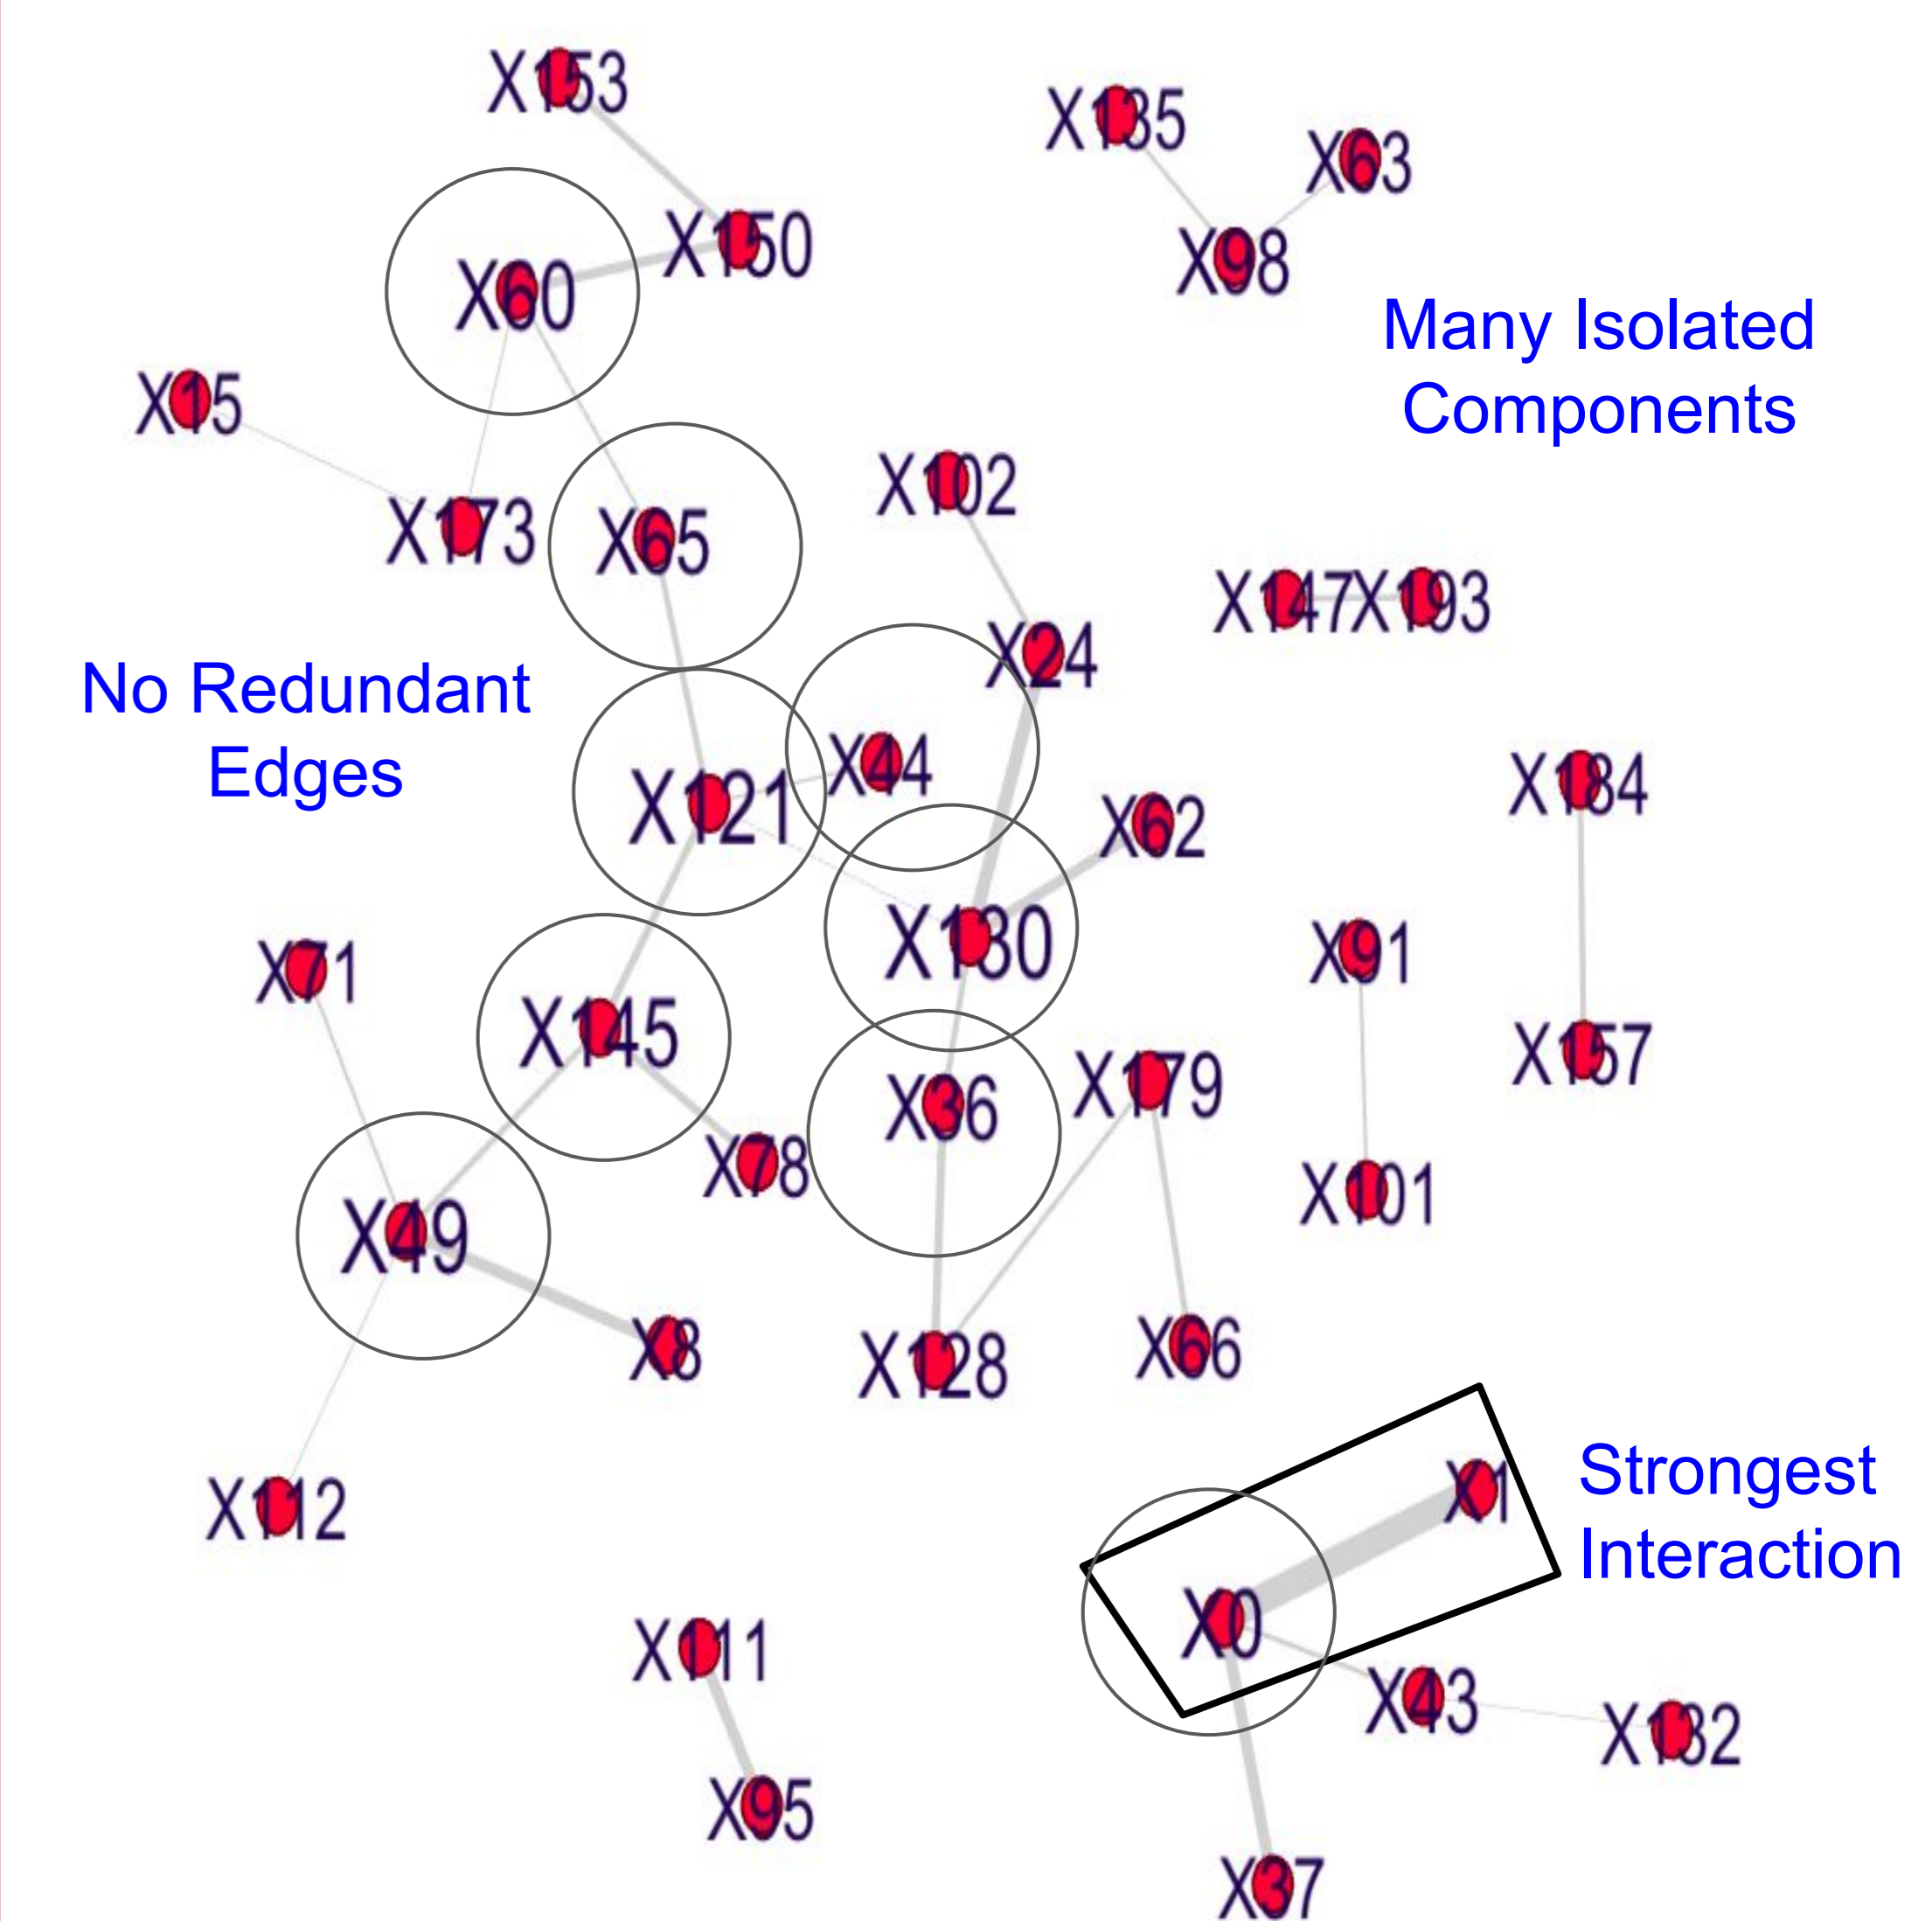 X153
X135
X63
X150
X98
X60
Many Isolated
Components
X15
X102
X173
X65
X147
X193
X24
No Redundant
Edges
X44
X121
X184
X62
X130
X91
X71
X145
X157
X36
X179
X78
X101
X49
X8
X128
X66
X112
X1
Strongest
Interaction
X0
X111
X43
X132
X95
X37